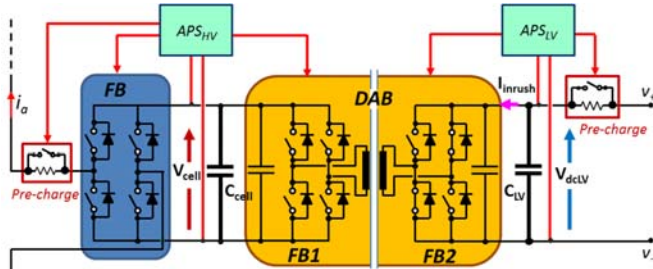 APS_HV
APS_LV
FB
DAB
I_inrush
i_a
Pre-charge
Pre-charge
V_cell
C_cell
C_LV
V_dcLV
FB1
FB2